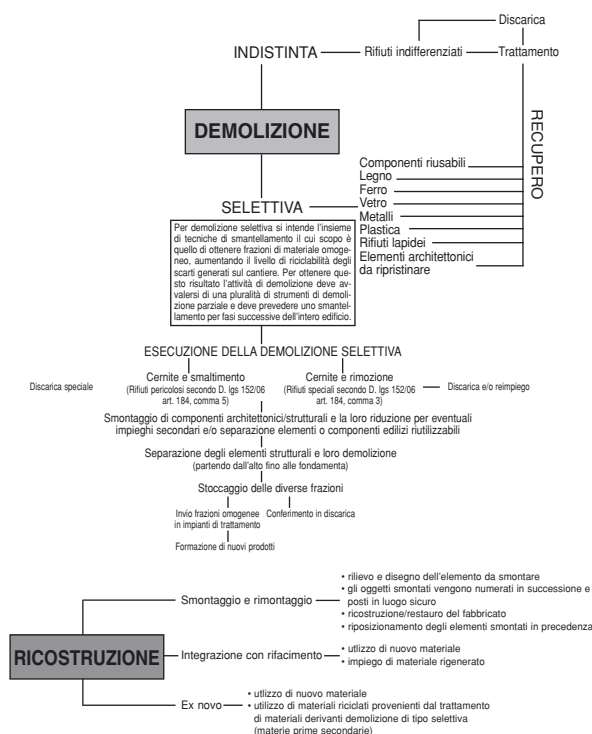 Discarica
INDISTINTA
Rifiuti indifferenziati
Trattamento
DEMOLIZIONE
RECUPERO
SELETTIVA
Componenti riusabili
Legno
Ferro
Vetro
Metalli
Plastica
Rifiuti lapidei
Elementi architettonici
da ripristinare
Per demolizione selettiva si intende l'insieme
di tecniche di smantellamento il cui scopo è
quello di ottenere frazioni di materiale omoge-
neo, aumentando il livello di riciclabilità degli
scarti generati sul cantiere. Per ottenere que-
sto risultato l'attività di demolizione deve av-
valersi di una pluralità di strumenti di demoli-
zione parziale e deve prevedere uno smantel-
lamento per fasi successive dell'intero edificio.
ESECUZIONE DELLA DEMOLIZIONE SELETTIVA
Discarica speciale
Cernite e smaltimento
(Rifiuti pericolosi secondo D. lgs 152/06
art. 184, comma 5)
Cernite e rimozione
(Rifiuti speciali secondo D. lgs 152/06
art. 184, comma 3)
Discarica e/o reimpiego
Smontaggio di componenti architettonici/strutturali e la loro riduzione per eventuali
impieghi secondari e/o separazione elementi o componenti edilizi riutilizzabili
Separazione degli elementi strutturali e loro demolizione
(partendo dall'alto fino alle fondamenta)
Stoccaggio delle diverse frazioni
Invio frazioni omogenee
in impianti di trattamento
Conferimento in discarica
Formazione di nuovi prodotti
RICOSTRUZIONE
Smontaggio e rimontaggio
• rilievo e disegno dell'elemento da smontare
• gli oggetti smontati vengono numerati in successione e
posti in luogo sicuro
• ricostruzione/restauro del fabbricato
• riposizionamento degli elementi smontati in precedenza
Integrazione con rifacimento
• utlizzo di nuovo materiale
• impiego di materiale rigenerato
Ex novo
• utlizzo di nuovo materiale
• utilizzo di materiali riciclati provenienti dal trattamento
di materiali derivanti demolizione di tipo selettiva
(materie prime secondarie)